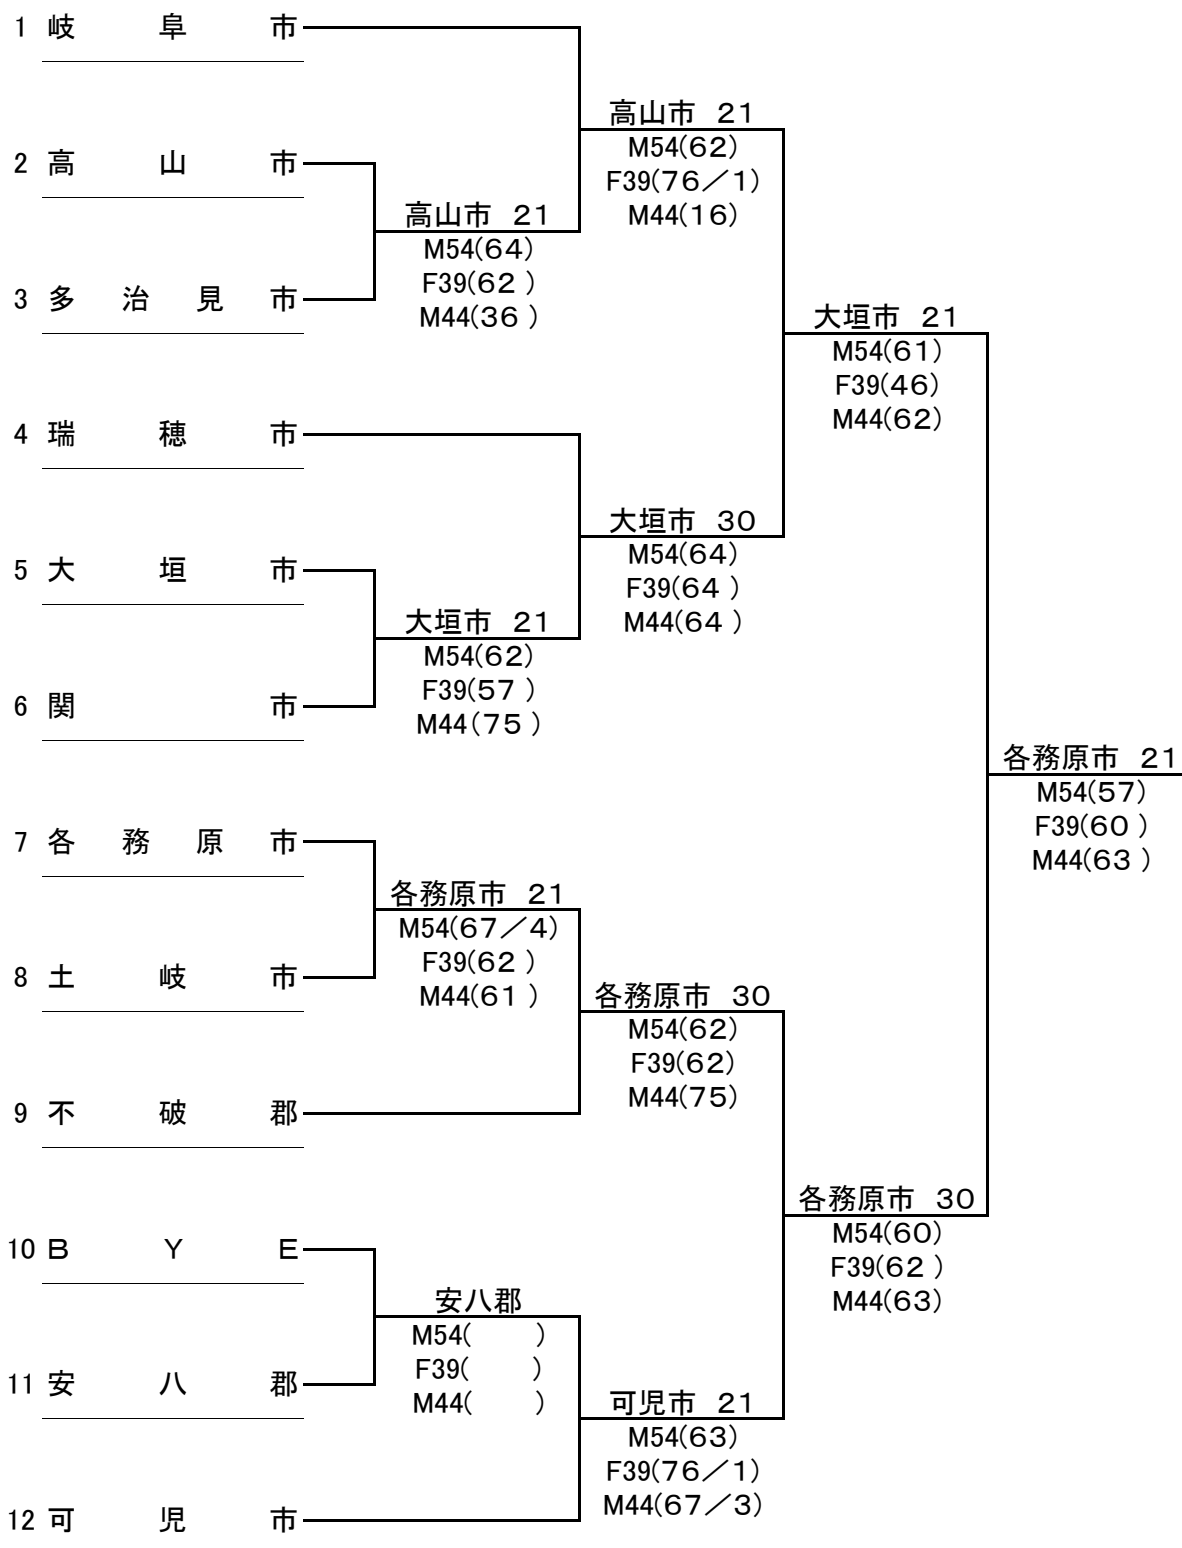 1 岐阜市
2 高山市
3 多治見市
4 瑞穂市
5 大垣市
6 関市
7 各務原市
8 土岐市
9 不破郡
10 BYE
11 安八郡
12 可児市
高山市 21
M54(64)
F39(62 )
M44(36 )
大垣市 21
M54(62)
F39(57 )
M44(75 )
各務原市 21
M54(67／4)
F39(62 )
M44(61 )
安八郡
M54( )
F39( )
M44( )
高山市 21
M54(62)
F39(76／1)
M44(16)
大垣市 30
M54(64)
F39(64 )
M44(64 )
各務原市 30
M54(62)
F39(62)
M44(75)
可児市 21
M54(63)
F39(76／1)
M44(67／3)
大垣市 21
M54(61)
F39(46)
M44(62)
各務原市 30
M54(60)
F39(62 )
M44(63)
各務原市 21
M54(57)
F39(60 )
M44(63 )